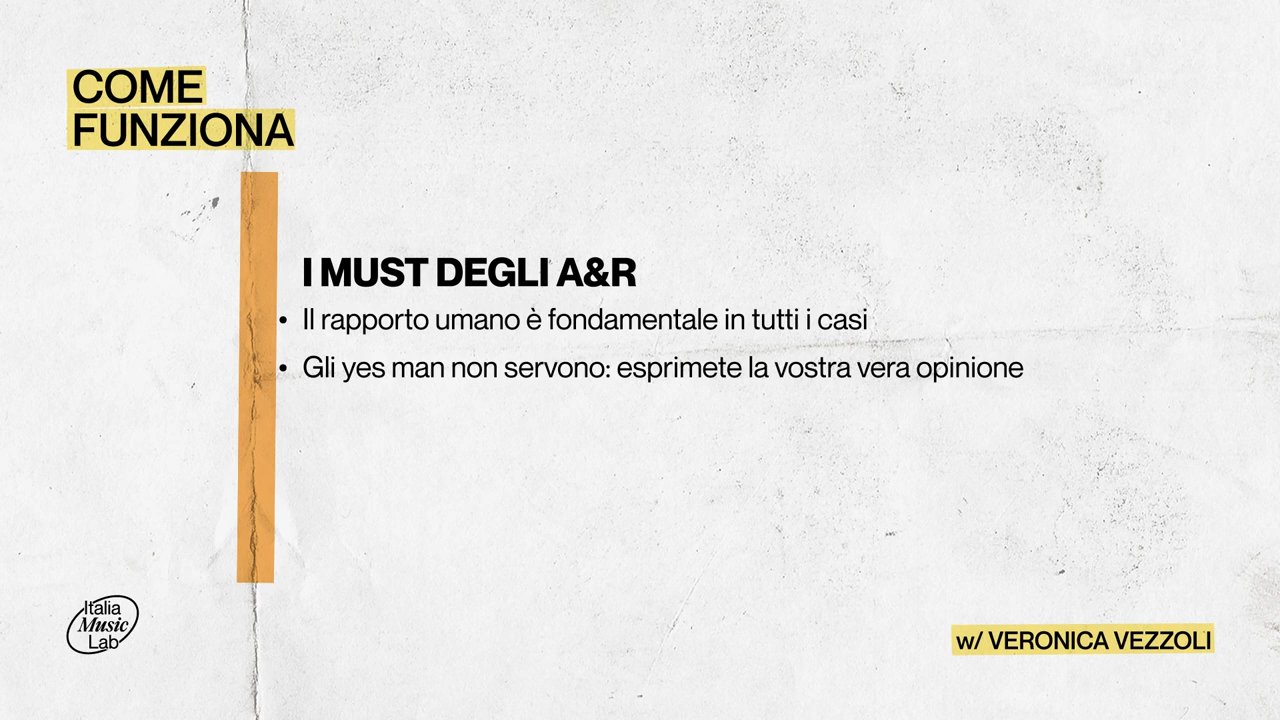 COME
FUNZIONA
I MUST DEGLI A&R
• Il rapporto umano è fondamentale in tutti i casi
• Gli yes man non servono: esprimete la vostra vera opinione
Italia
Music
Lab
w/ VERONICA VEZZOLI